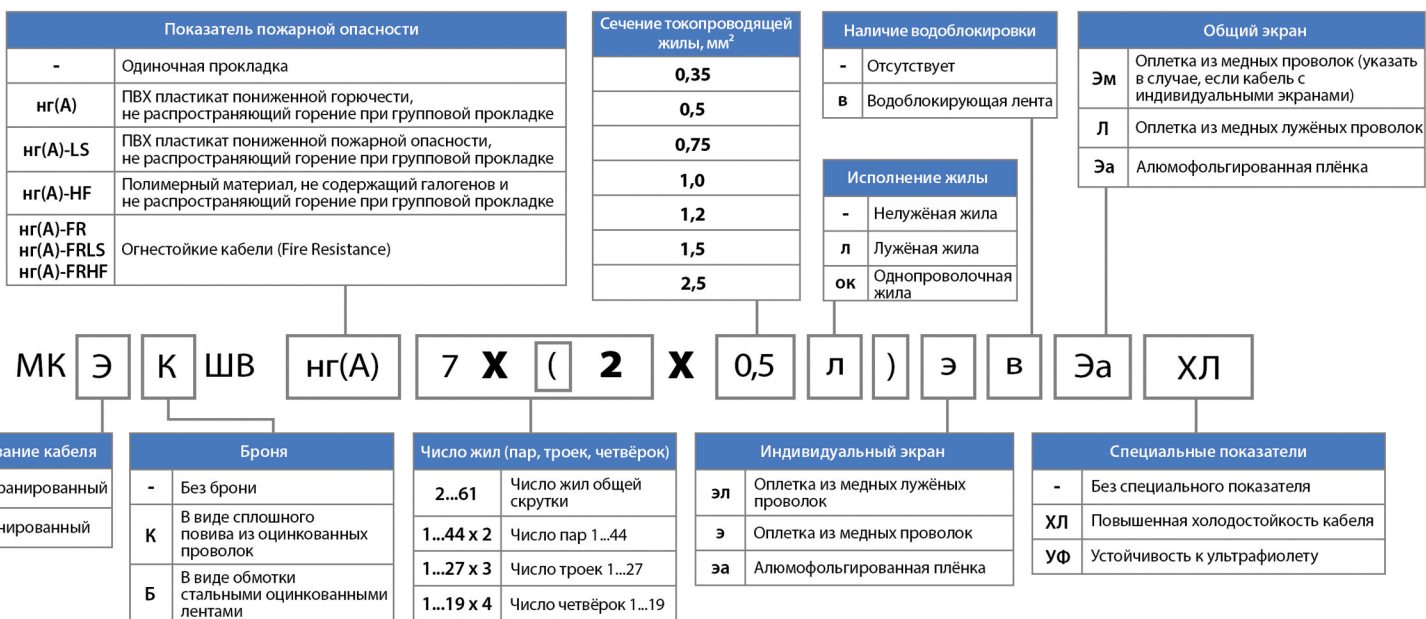 Показатель пожарной опасности
- Одиночная прокладка
нг(A) ПВХ пластикат пониженной горючести,
не распространяющий горение при групповой прокладке
нг(A)-LS ПВХ пластикат пониженной пожарной опасности,
не распространяющий горение при групповой прокладке
нг(A)-HF Полимерный материал, не содержащий галогенов и
не распространяющий горение при групповой прокладке
нг(A)-FR
нг(A)-FRLS Огнестойкие кабели (Fire Resistance)
нг(A)-FRHF
Сечение токопроводящей
жилы, мм²
0,35
0,5
0,75
1,0
1,2
1,5
2,5
Наличие водоблокировки
- Отсутствует
в Водоблокирующая лента
Исполнение жилы
- Нелужёная жила
л Лужёная жила
ок Однопроволочная
жила
Общий экран
Эм Оплетка из медных проволок (указать
в случае, если кабель с
индивидуальными экранами)
Л Оплетка из медных лужёных проволок
Эа Алюмофольгированная плёнка
МК Э К ШВ нг(A) 7 X ( 2 X 0,5 л ) э в Эа ХЛ
вание кабеля
ранированный
нированный
Броня
- Без брони
К В виде сплошного
повива из оцинкованных
проволок
Б В виде обмотки
стальными оцинкованными
лентами
Число жил (пар, троек, четвёрок)
2...61 Число жил общей
скрутки
1...44 x 2 Число пар 1...44
1...27 x 3 Число троек 1...27
1...19 x 4 Число четвёрок 1...19
Индивидуальный экран
эл Оплетка из медных лужёных
проволок
э Оплетка из медных проволок
эа Алюмофольгированная плёнка
Специальные показатели
- Без специального показателя
ХЛ Повышенная холодостойкость кабеля
УФ Устойчивость к ультрафиолету